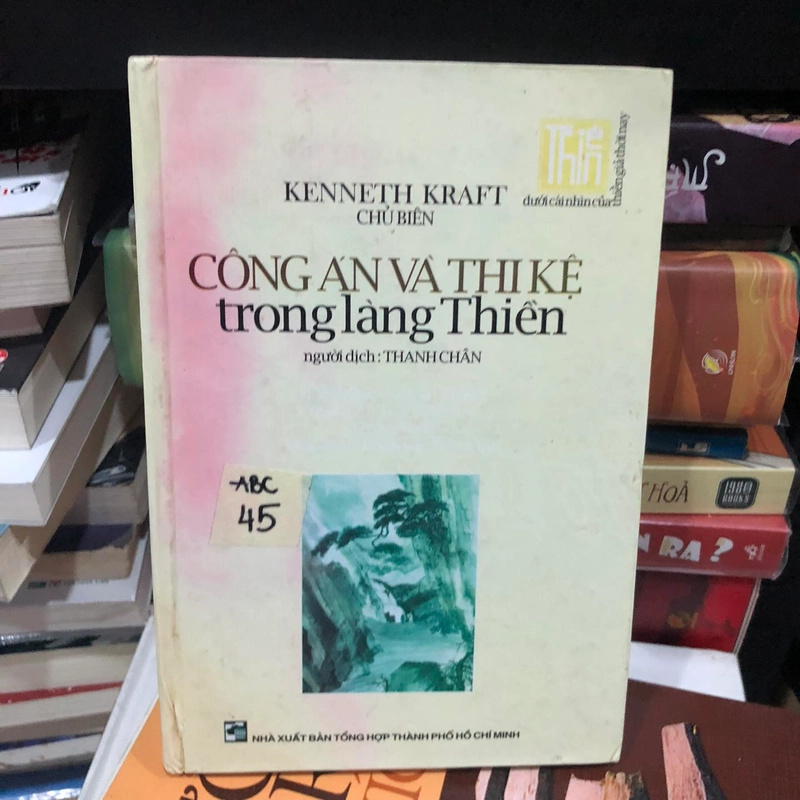 Thiền
dưới cái nhìn của
thiền giả thời nay
KENNETH KRAFT
CHỦ BIÊN
CÔNG ÁN VÀ THI KỆ
trong làng Thiền
người dịch : THANH CHÂN
ABC
45
NHÀ XUẤT BẢN TỔNG HỢP THÀNH PHỐ HỒ CHÍ MINH
HOẢ
1980
BOOKS
RA?